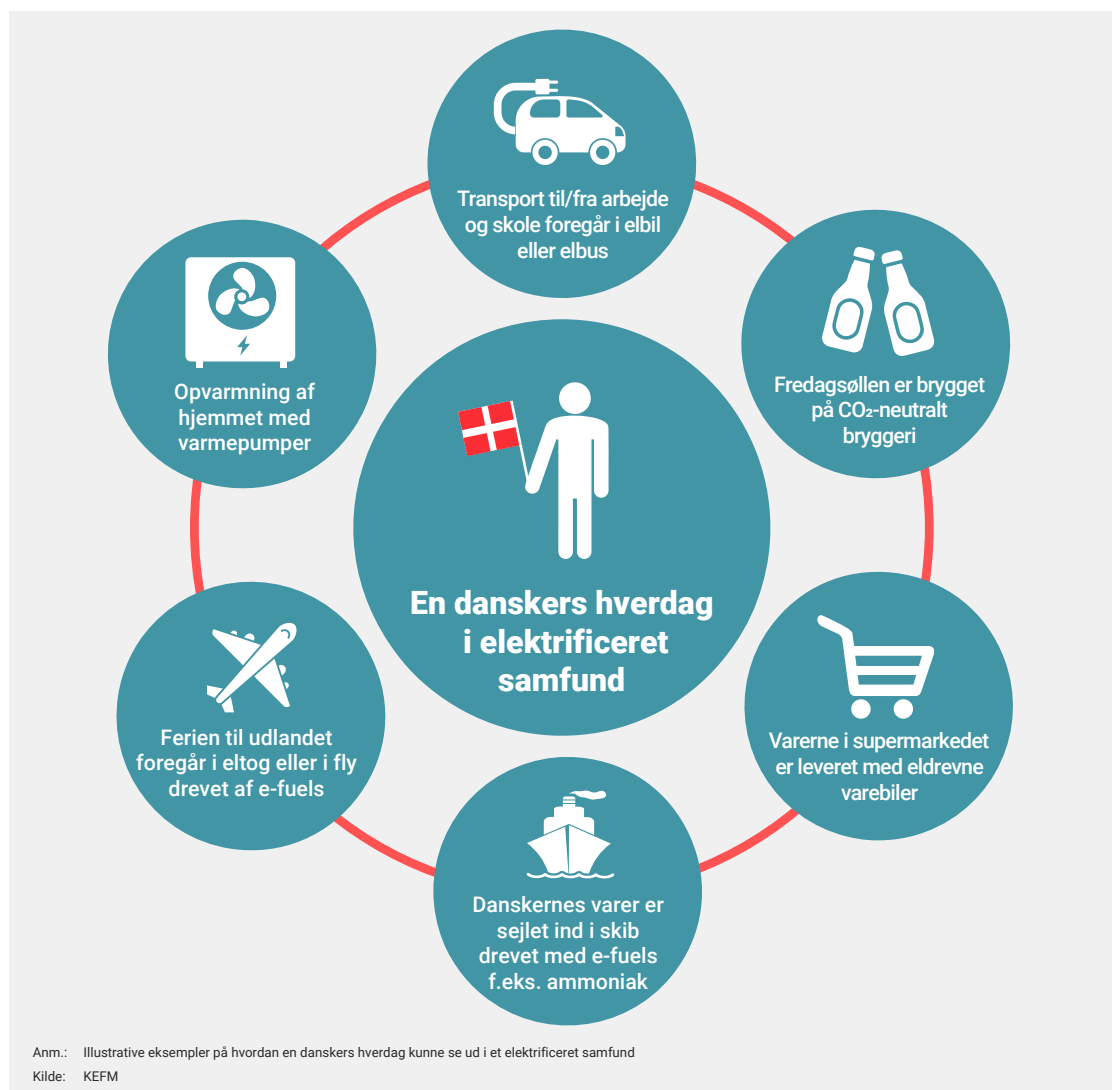 Transport til/fra arbejde
og skole foregår i elbil
eller elbus
Fredagsøllen er brygget
på CO₂-neutralt
bryggeri
Varerne i supermarkedet
er leveret med eldrevne
varebiler
Danskernes varer er
sejlet ind i skib
drevet med e-fuels
f.eks. ammoniak
Ferien til udlandet
foregår i eltog eller i fly
drevet af e-fuels
Opvarmning af
hjemmet med
varmepumper
En danskers hverdag
i elektrificeret
samfund
Anm.: Illustrative eksempler på hvordan en danskers hverdag kunne se ud i et elektrificeret samfund
Kilde: KEFM